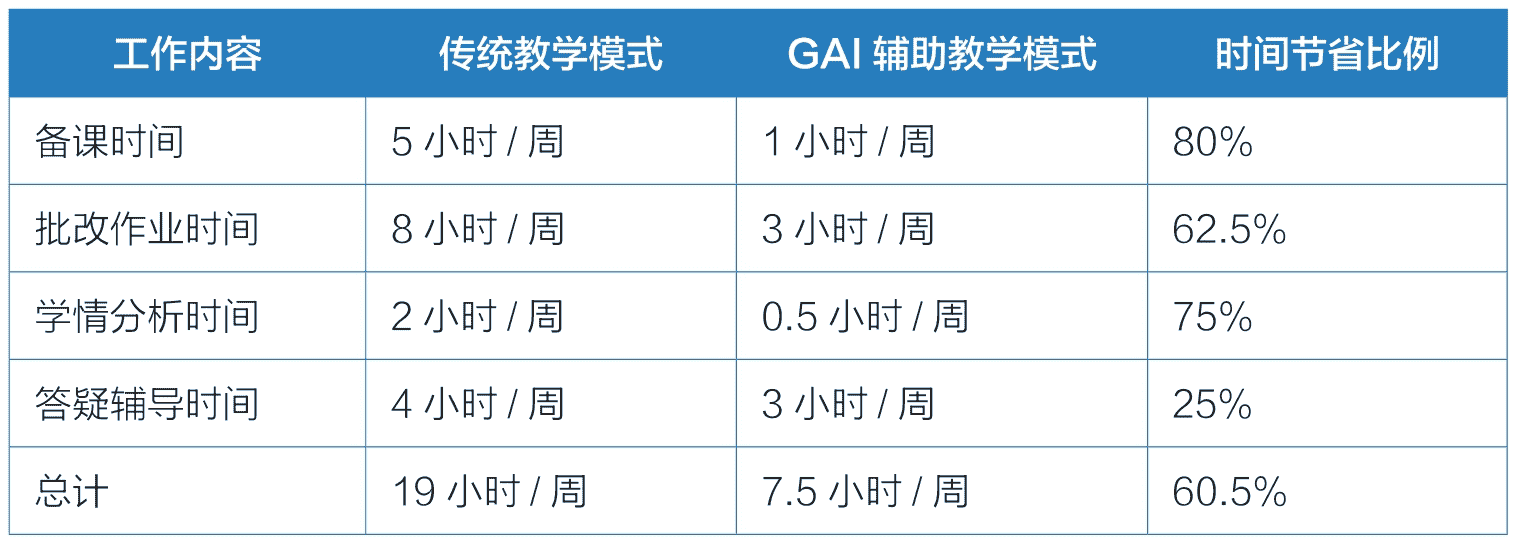 工作内容 传统教学模式 GAI 辅助教学模式 时间节省比例
备课时间 5 小时 / 周 1 小时 / 周 80%
批改作业时间 8 小时 / 周 3 小时 / 周 62.5%
学情分析时间 2 小时 / 周 0.5 小时 / 周 75%
答疑辅导时间 4 小时 / 周 3 小时 / 周 25%
总计 19 小时 / 周 7.5 小时 / 周 60.5%